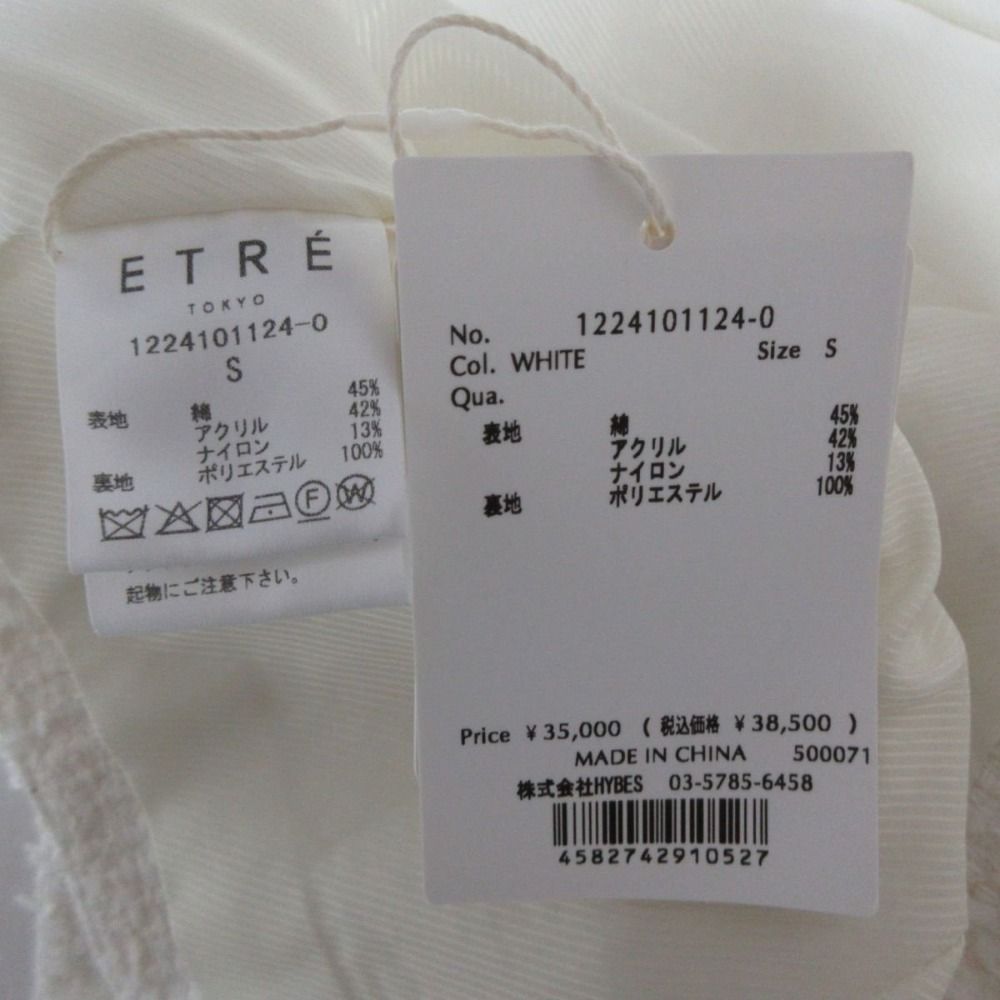 ETRÉ
TOKYO
1224101124-0
S
表地 綿 45%
アクリル 42%
ナイロン 13%
裏地 ポリエステル 100%
F
W
起物にご注意下さい。
No. 1224101124-0
Col. WHITE Size S
Qua.
表地 綿 45%
アクリル 42%
ナイロン 13%
裏地 ポリエステル 100%
Price ¥35,000 (税込価格 ¥38,500)
MADE IN CHINA 500071
株式会社HYBES 03-5785-6458
4582742910527